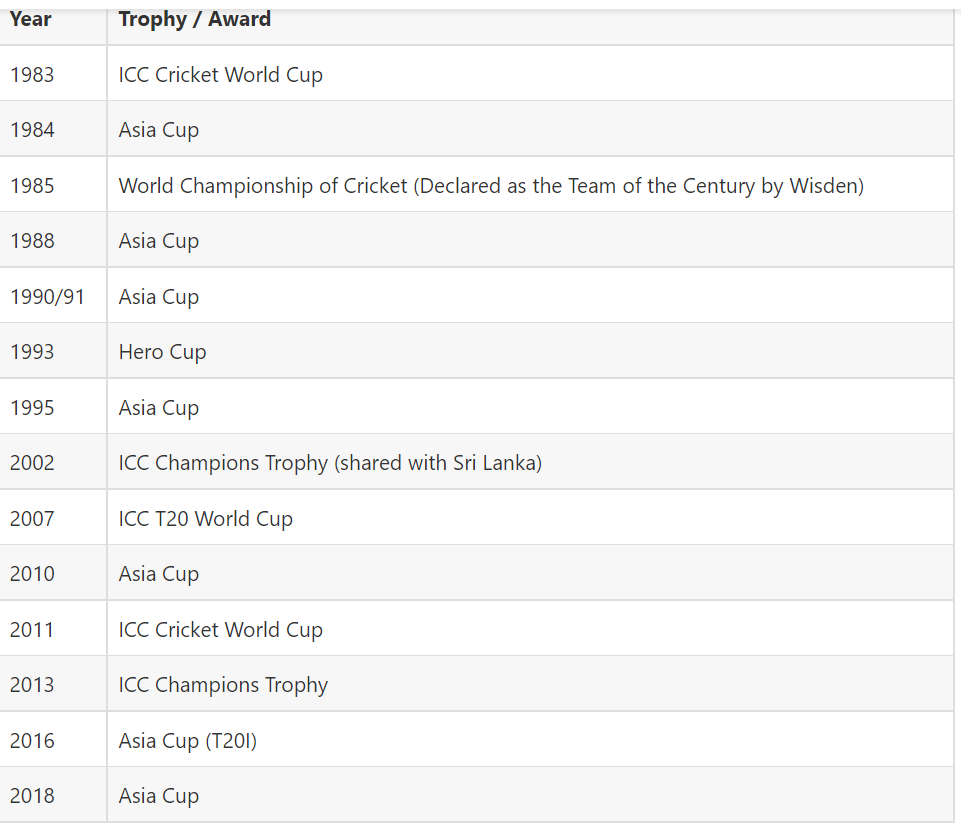 Year Trophy / Award
1983 ICC Cricket World Cup
1984 Asia Cup
1985 World Championship of Cricket (Declared as the Team of the Century by Wisden)
1988 Asia Cup
1990/91 Asia Cup
1993 Hero Cup
1995 Asia Cup
2002 ICC Champions Trophy (shared with Sri Lanka)
2007 ICC T20 World Cup
2010 Asia Cup
2011 ICC Cricket World Cup
2013 ICC Champions Trophy
2016 Asia Cup (T20I)
2018 Asia Cup